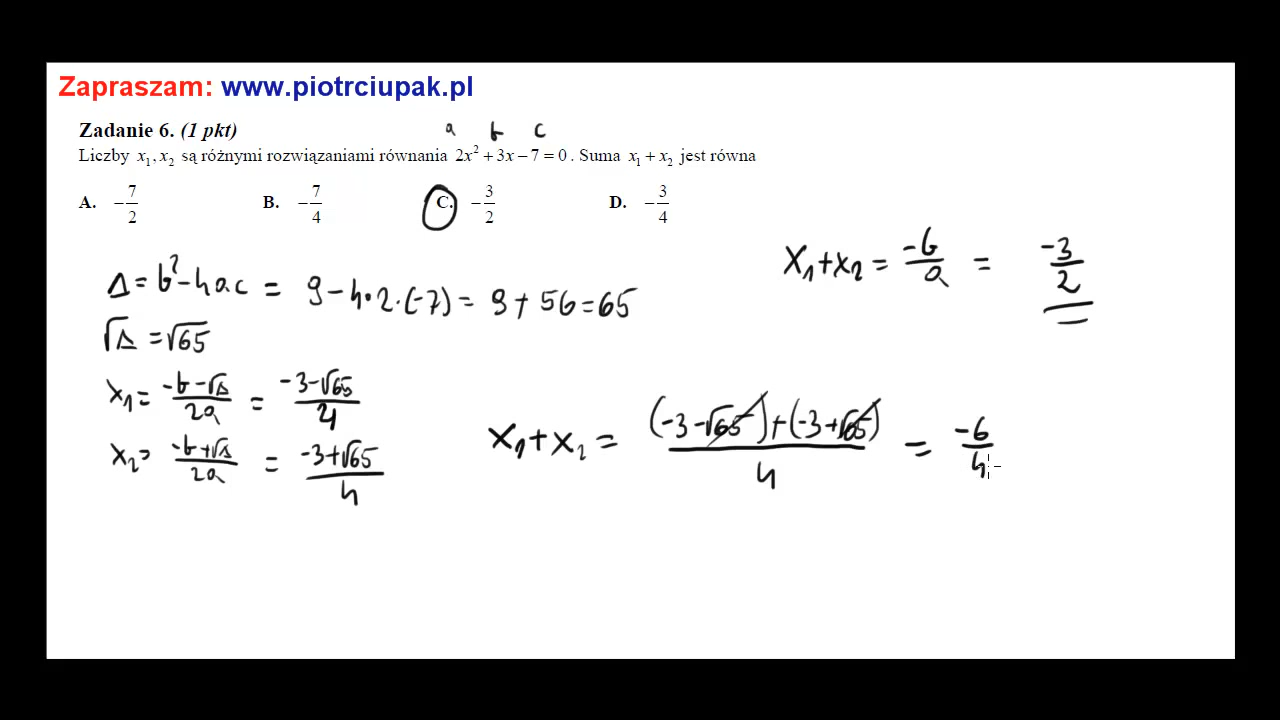 Zapraszam: www.piotrciupak.pl
Zadanie 6. (1 pkt)
a b c
Liczby x₁, x₂ są różnymi rozwiązaniami równania 2x² + 3x − 7 = 0 . Suma x₁ + x₂ jest równa
A. −7/2 B. −7/4 C. −3/2 D. −3/4
Δ = b² − 4ac = 9 − 4·2·(−7) = 9 + 56 = 65
√Δ = √65
x₁ = (−b−√Δ)/2a = (−3−√65)/4
x₂ = (−b+√Δ)/2a = (−3+√65)/4
x₁+x₂ = −b/a = −3/2
x₁+x₂ = ((−3−√65)+(−3+√65))/4 = −6/4